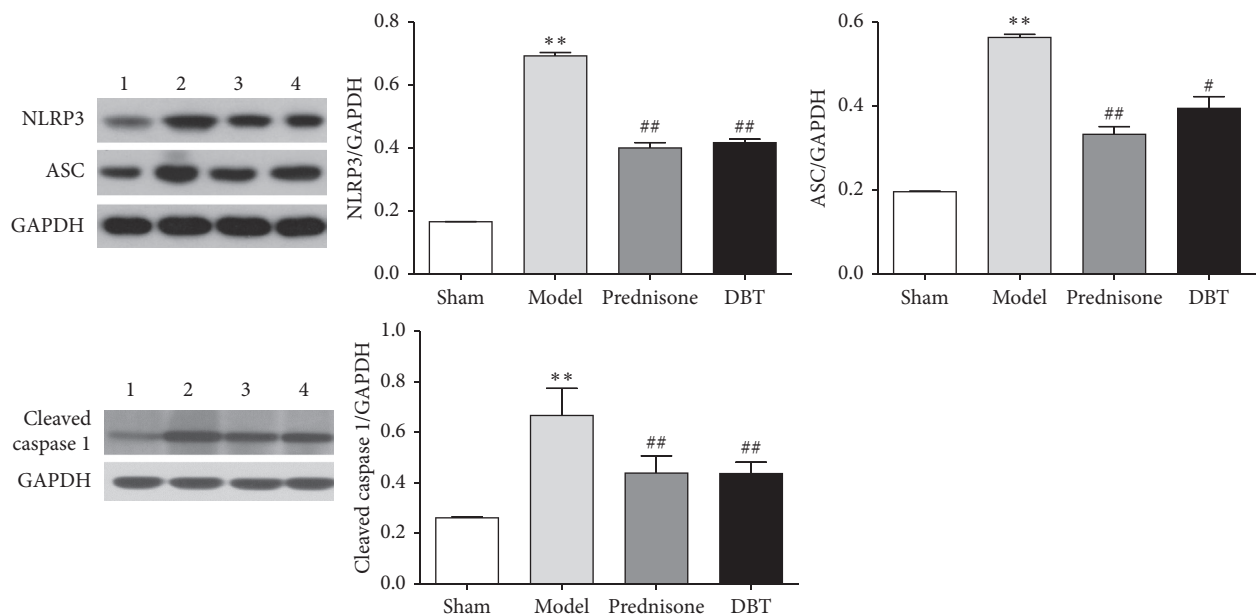 1 2 3 4
NLRP3
ASC
GAPDH
NLRP3/GAPDH
0.8
0.6
0.4
0.2
0.0
**
##
##
Sham Model Prednisone DBT
ASC/GAPDH
0.6
0.4
0.2
0.0
**
##
#
Sham Model Prednisone DBT
1 2 3 4
Cleaved
caspase 1
GAPDH
Cleaved caspase 1/GAPDH
1.0
0.8
0.6
0.4
0.2
0.0
**
##
##
Sham Model Prednisone DBT